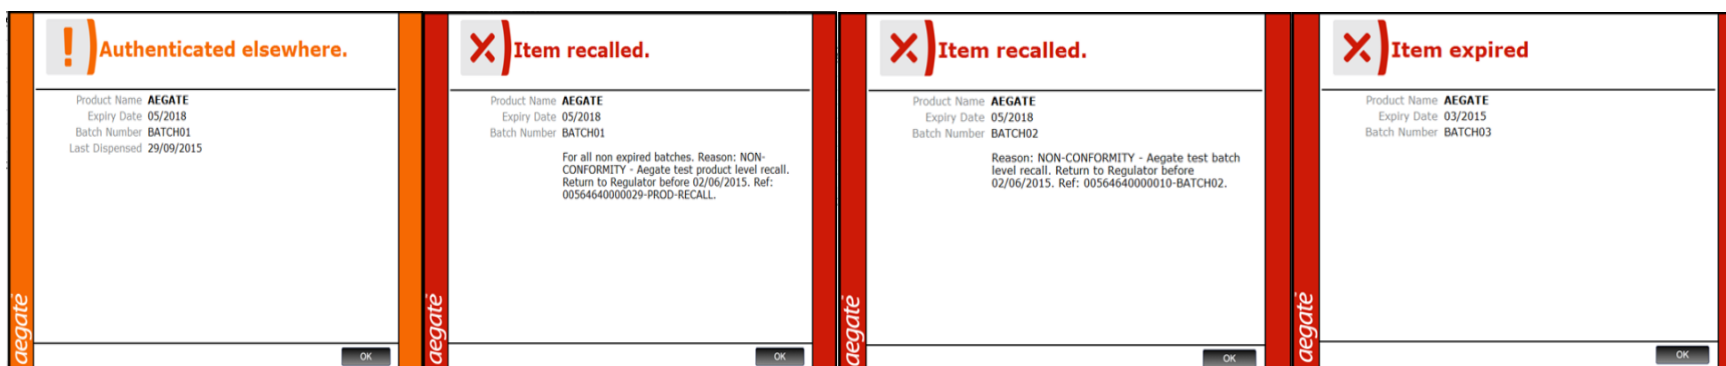 ! Authenticated elsewhere.
Product Name AEGATE
Expiry Date 05/2018
Batch Number BATCH01
Last Dispensed 29/09/2015
OK
aegate
Item recalled.
Product Name AEGATE
Expiry Date 05/2018
Batch Number BATCH01
For all non expired batches. Reason: NON-
CONFORMITY - Aegate test product level recall.
Return to Regulator before 02/06/2015. Ref:
00564640000029-PROD-RECALL.
OK
aegate
Item recalled.
Product Name AEGATE
Expiry Date 05/2018
Batch Number BATCH02
Reason: NON-CONFORMITY - Aegate test batch
level recall. Return to Regulator before
02/06/2015. Ref: 00564640000010-BATCH02.
OK
aegate
Item expired
Product Name AEGATE
Expiry Date 03/2015
Batch Number BATCH03
OK
aegate